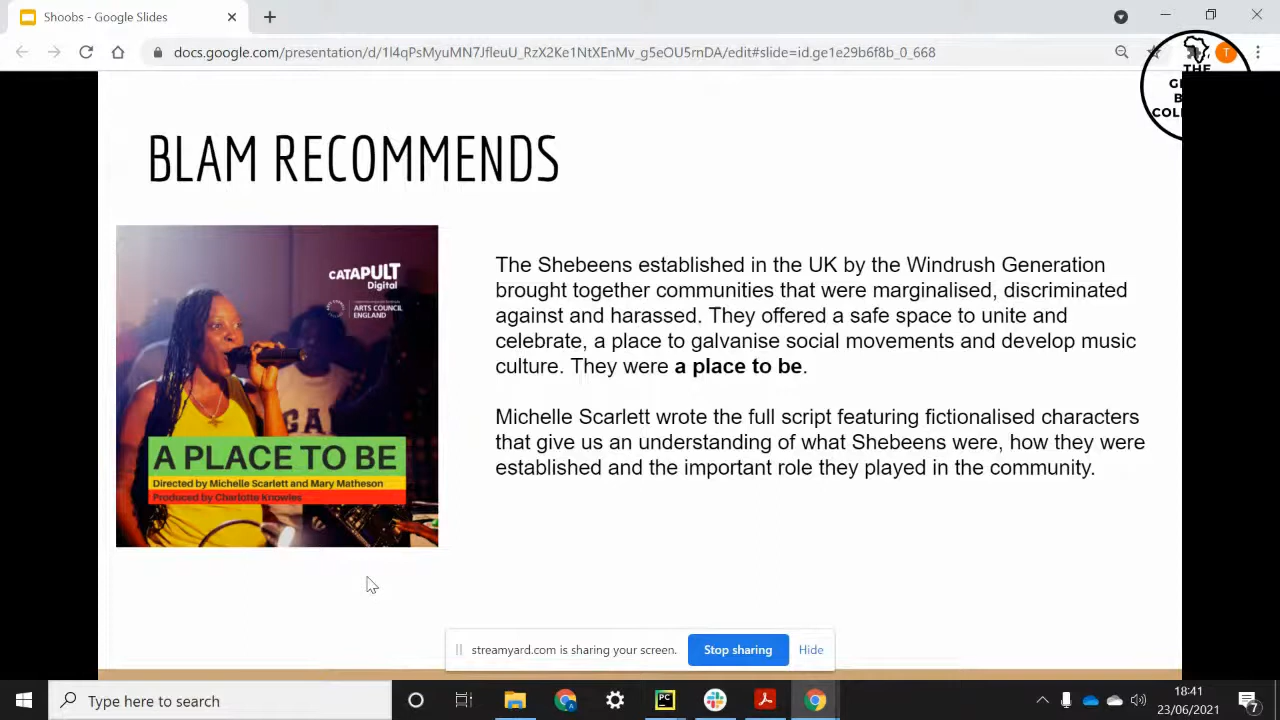 Shoobs - Google Slides
docs.google.com/presentation/d/1l4qPsMyuMN7JfleuU_RzX2Ke1NtXEnMv_g5eOU5rnDA/edit#slide=id.ge1e29b6f8b_0_668
T
THE
BLAM RECOMMENDS
CATAPULT
Digital
ARTS COUNCIL
ENGLAND
A PLACE TO BE
Directed by Michelle Scarlett and Mary Matheson
Produced by Charlotte Knowles
The Shebeens established in the UK by the Windrush Generation
brought together communities that were marginalised, discriminated
against and harassed. They offered a safe space to unite and
celebrate, a place to galvanise social movements and develop music
culture. They were a place to be.
Michelle Scarlett wrote the full script featuring fictionalised characters
that give us an understanding of what Shebeens were, how they were
established and the important role they played in the community.
streamyard.com is sharing your screen.
Stop sharing
Hide
Type here to search
PC
18:41
23/06/2021
7